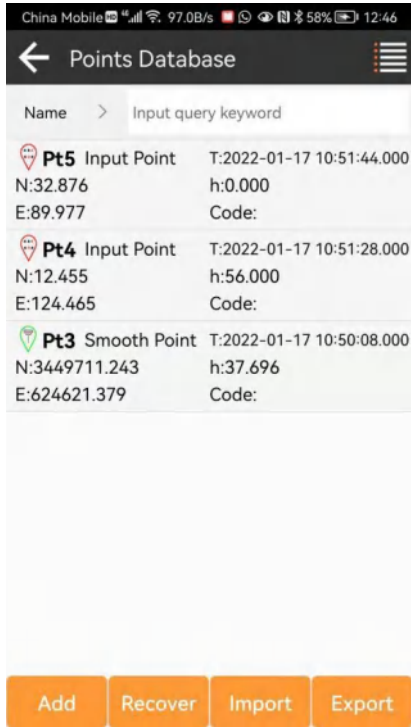 China Mobile HD 4G 97.0B/s 58% 12:46
Points Database
Name > Input query keyword
Pt5 Input Point T:2022-01-17 10:51:44.000
N:32.876 h:0.000
E:89.977 Code:
Pt4 Input Point T:2022-01-17 10:51:28.000
N:12.455 h:56.000
E:124.465 Code:
Pt3 Smooth Point T:2022-01-17 10:50:08.000
N:3449711.243 h:37.696
E:624621.379 Code:
Add Recover Import Export